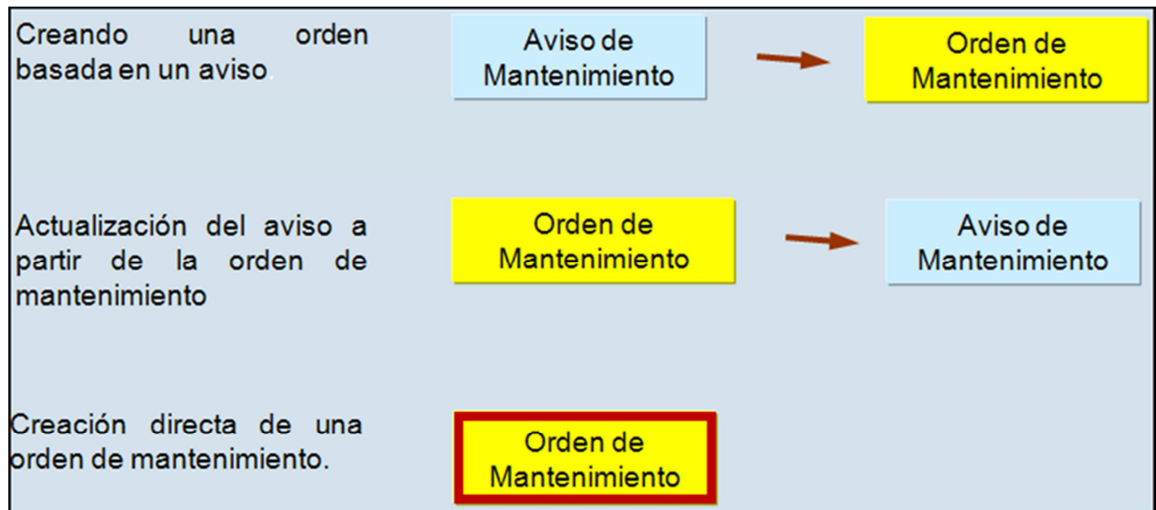 Creando una orden
basada en un aviso.
Aviso de
Mantenimiento
Orden de
Mantenimiento
Actualización del aviso a
partir de la orden de
mantenimiento
Orden de
Mantenimiento
Aviso de
Mantenimiento
Creación directa de una
orden de mantenimiento.
Orden de
Mantenimiento